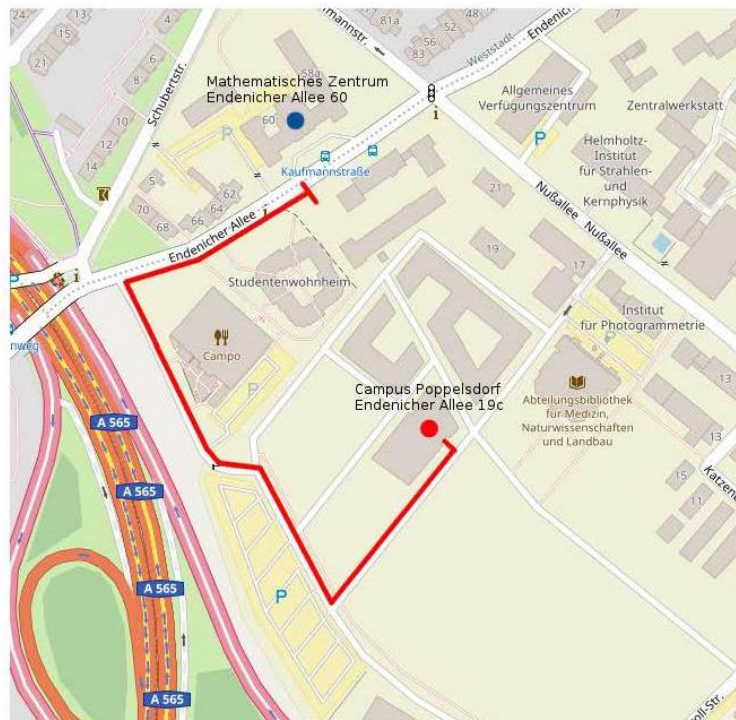 15
21
6
8
Schubertstr.
10
12
14
5
70
68
66
64
62
60
58a
Mathematisches Zentrum
Endenicher Allee 60
81a
83
56
52
48
Weststadt
Endenicher
Allgemeines
Verfügungszentrum
Zentralwerkstatt
P
P
Helmholtz-
Institut
für Strahlen-
und
Kernphysik
Kaufmannstraße
21
Nußallee
Nußallee
19
17
Endenicher Allee
Studentenwohnheim
P
Campo
P
Institut
für Photogrammetrie
P
Campus Poppelsdorf
Endenicher Allee 19c
Abteilungsbibliothek
für Medizin,
Naturwissenschaften
und Landbau
13
15
11
13
A 565
A 565
A 565
A 565
P